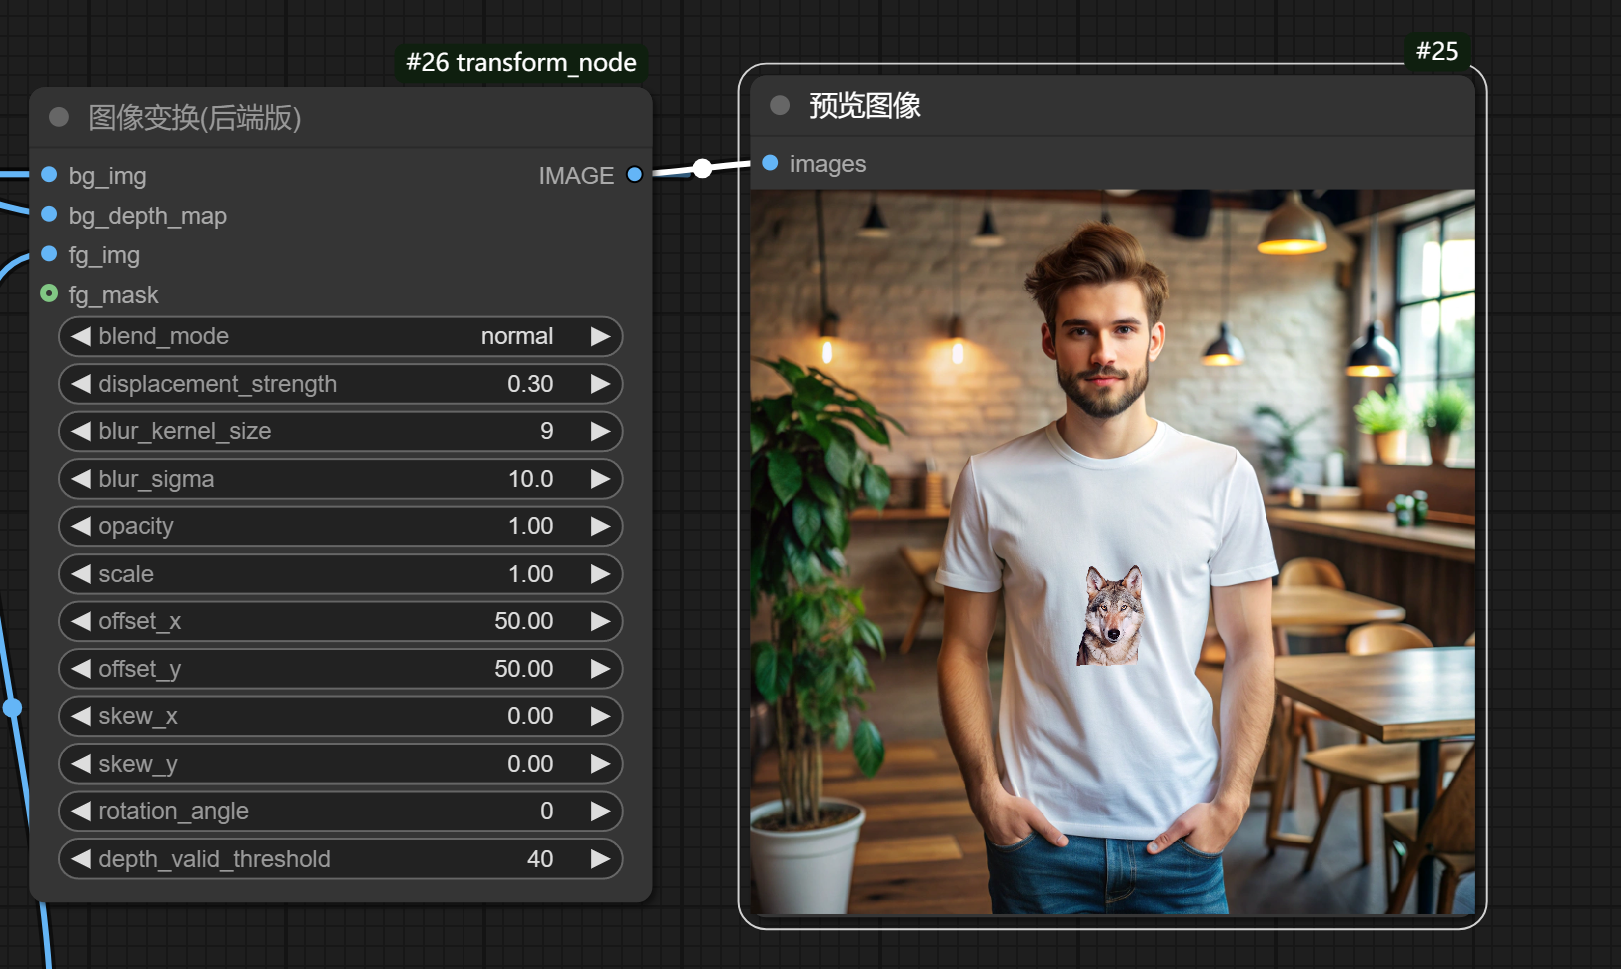 #26 transform_node
图像变换(后端版)
bg_img
IMAGE
bg_depth_map
fg_img
fg_mask
blend_mode normal
displacement_strength 0.30
blur_kernel_size 9
blur_sigma 10.0
opacity 1.00
scale 1.00
offset_x 50.00
offset_y 50.00
skew_x 0.00
skew_y 0.00
rotation_angle 0
depth_valid_threshold 40
#25
预览图像
images